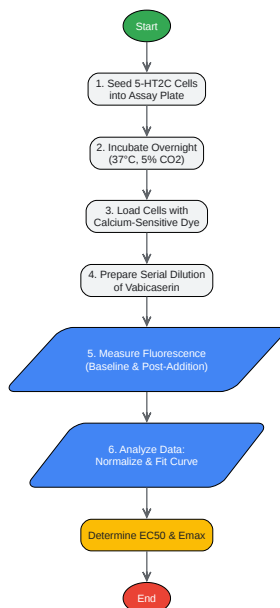 Start
1. Seed 5-HT2C Cells
into Assay Plate
2. Incubate Overnight
(37°C, 5% CO2)
3. Load Cells with
Calcium-Sensitive Dye
4. Prepare Serial Dilution
of Vabicaserin
5. Measure Fluorescence
(Baseline & Post-Addition)
6. Analyze Data:
Normalize & Fit Curve
Determine EC50 & Emax
End